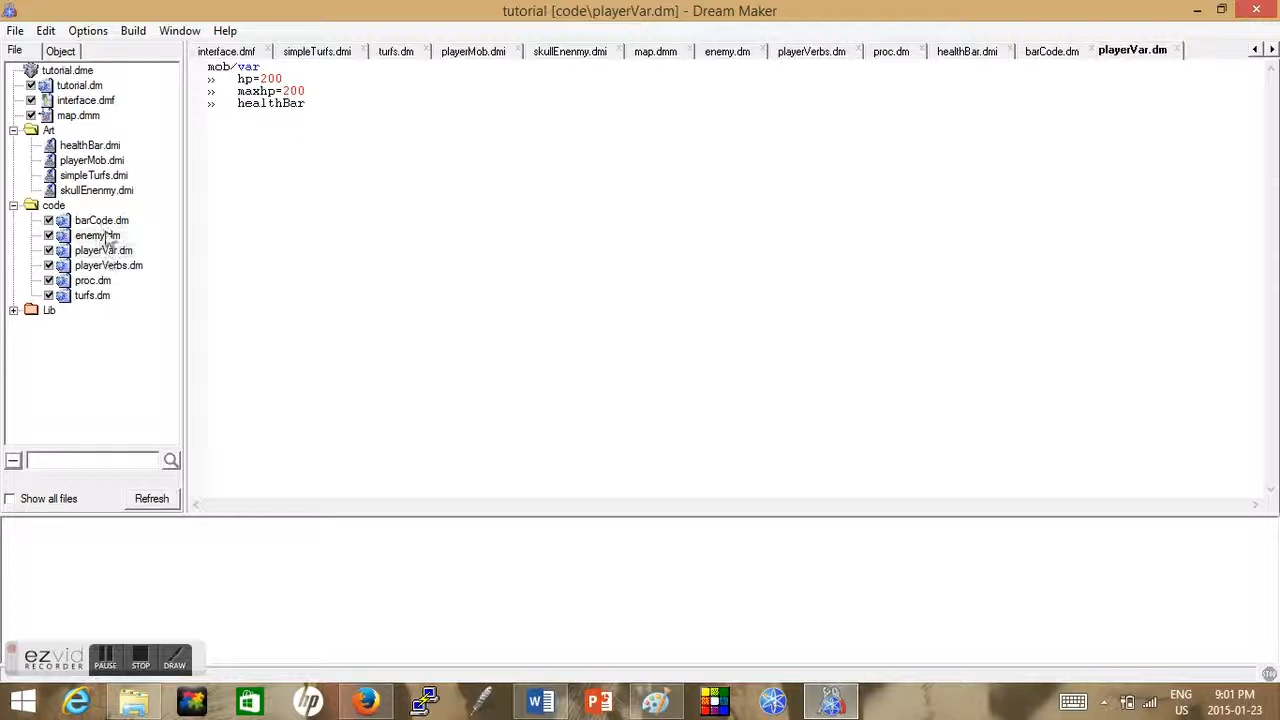 tutorial [code\playerVar.dm] - Dream Maker
File Edit Options Build Window Help
File Object
interface.dmf simpleTurfs.dmi turfs.dm playerMob.dmi skullEnenmy.dmi map.dmm enemy.dm playerVerbs.dm proc.dm healthBar.dmi barCode.dm playerVar.dm
tutorial.dme
tutorial.dm
interface.dmf
map.dmm
Art
healthBar.dmi
playerMob.dmi
simpleTurfs.dmi
skullEnenmy.dmi
code
barCode.dm
enemy.dm
playerVar.dm
playerVerbs.dm
proc.dm
turfs.dm
Lib
mob/var
» hp=200
» maxhp=200
» healthBar
Show all files Refresh
ezvid
RECORDER
PAUSE STOP DRAW
ENG
US
9:01 PM
2015-01-23